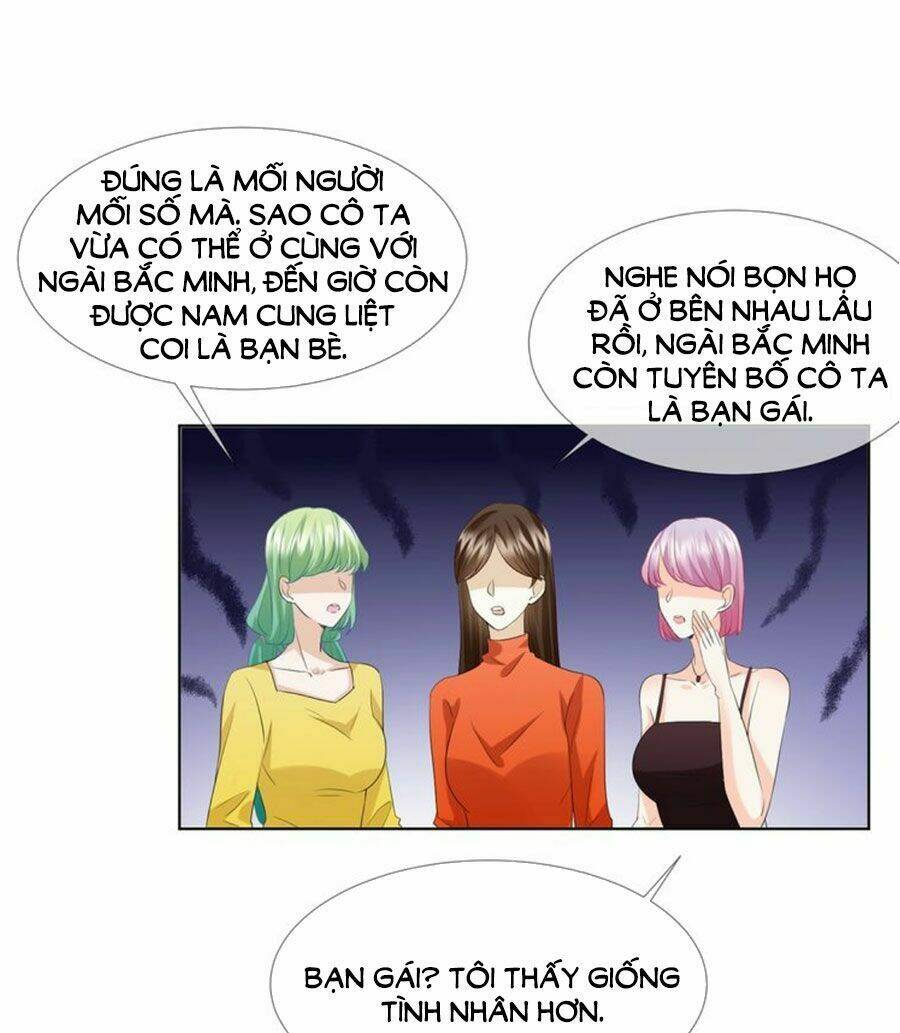 ĐÚNG LÀ MỖI NGƯỜI
MỖI SỐ MÀ. SAO CÔ TA
VỪA CÓ THỂ Ở CÙNG VỚI
NGÀI BẮC MINH, ĐẾN GIỜ CÒN
ĐƯỢC NAM CUNG LIỆT
COI LÀ BẠN BÈ.
NGHE NÓI BỌN HỌ
ĐÃ Ở BÊN NHAU LÂU
RỒI, NGÀI BẮC MINH
CÒN TUYÊN BỐ CÔ TA
LÀ BẠN GÁI.
BẠN GÁI? TÔI THẤY GIỐNG
TÌNH NHÂN HƠN.